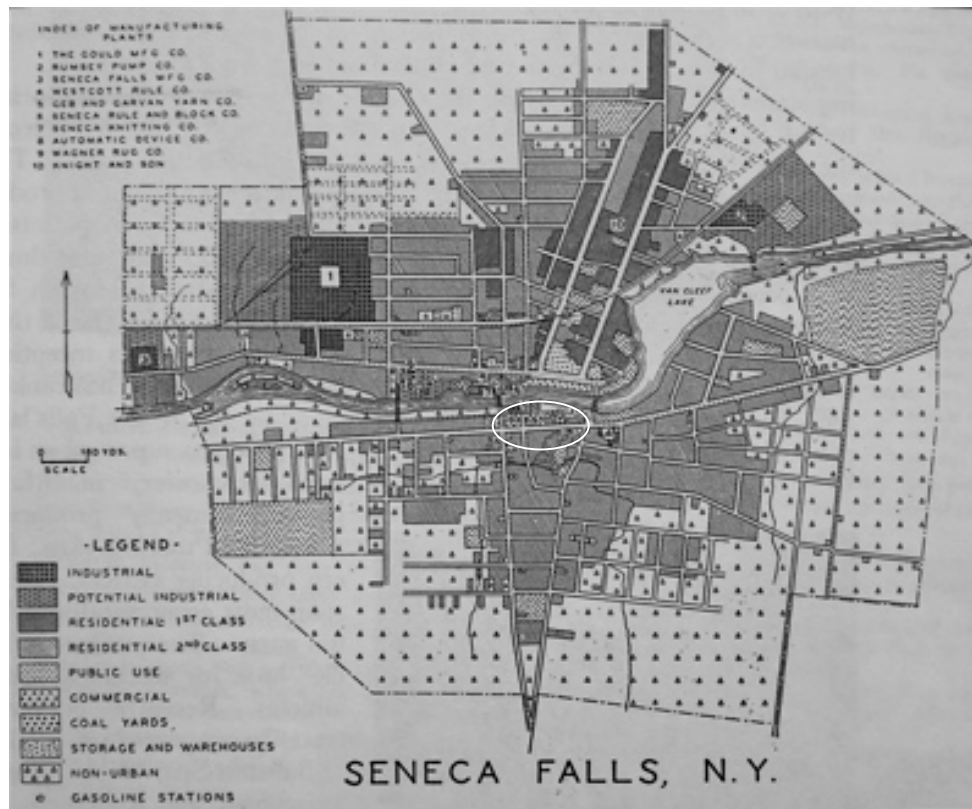 INDEX OF MANUFACTURING
PLANTS
1 THE GOULD MFG CO.
2 RUMSEY PUMP CO.
3 SENECA FALLS MFG CO.
4 WESTCOTT RULE CO.
5 GEB AND GARVAN YARN CO.
6 SENECA RULE AND BLOCK CO.
7 SENECA KNITTING CO.
8 AUTOMATIC DEVICE CO.
9 WAGNER RUG CO.
10 KNIGHT AND SON
1
VAN CLEEF
LAKE
SCALE
-LEGEND-
INDUSTRIAL
POTENTIAL INDUSTRIAL
RESIDENTIAL 1ST CLASS
RESIDENTIAL 2ND CLASS
PUBLIC USE
COMMERCIAL
COAL YARDS
STORAGE AND WAREHOUSES
NON-URBAN
GASOLINE STATIONS
SENECA FALLS, N.Y.